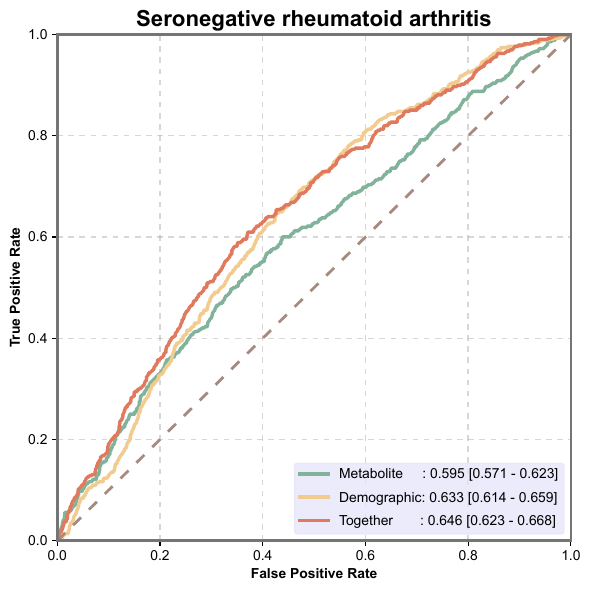 Seronegative rheumatoid arthritis
1.0
0.8
0.6
0.4
0.2
0.0
True Positive Rate
Metabolite : 0.595 [0.571 - 0.623]
Demographic: 0.633 [0.614 - 0.659]
Together : 0.646 [0.623 - 0.668]
0.0 0.2 0.4 0.6 0.8 1.0
False Positive Rate